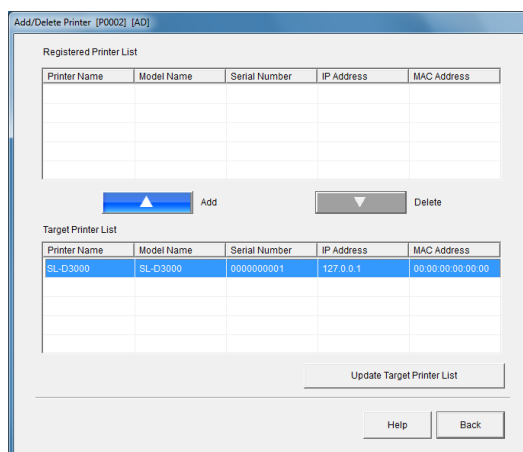 Add/Delete Printer [P0002] [AD]
Registered Printer List
Printer Name Model Name Serial Number IP Address MAC Address
Add Delete
Target Printer List
Printer Name Model Name Serial Number IP Address MAC Address
SL-D3000 SL-D3000 0000000001 127.0.0.1 00:00:00:00:00:00
Update Target Printer List
Help Back